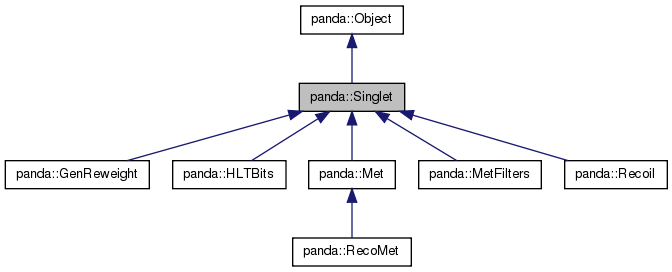 panda::Object
panda::Singlet
panda::GenReweight
panda::HLTBits
panda::Met
panda::MetFilters
panda::Recoil
panda::RecoMet